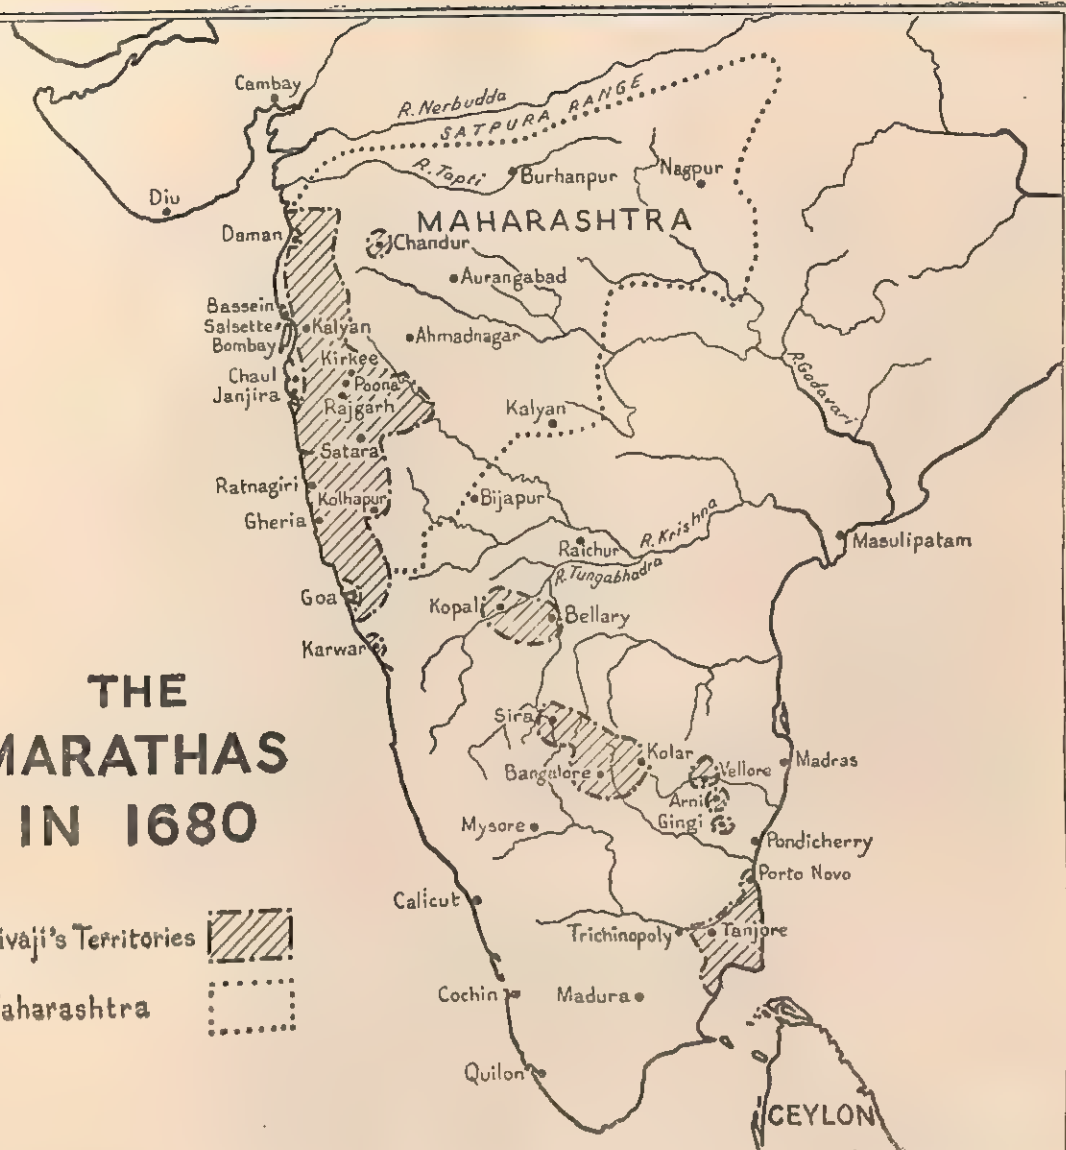 Cambay
R. Nerbudda
SATPURA RANGE
R. Tapti
Burhanpur
Nagpur
Diu
MAHARASHTRA
Daman
Chandur
Aurangabad
Bassein
Salsette
Bombay
Kalyan
Ahmadnagar
Kirkee
Poona
Chaul
Janjira
Rajgarh
R. Godavari
Kalyan
Satara
Ratnagiri
Kolhapur
Bijapur
Gheria
R. Krishna
Raichur
Masulipatam
R. Tungabhadra
Goa
Kopal
Bellary
Karwar
THE
MARATHAS
IN 1680
Sira
Kolar
Bangalore
Vellore
Madras
Arni
Gingi
Mysore
Pondicherry
Porto Novo
Calicut
Trichinopoly
Tanjore
ivaji's Territories
aharashtra
Cochin
Madura
Quilon
CEYLON